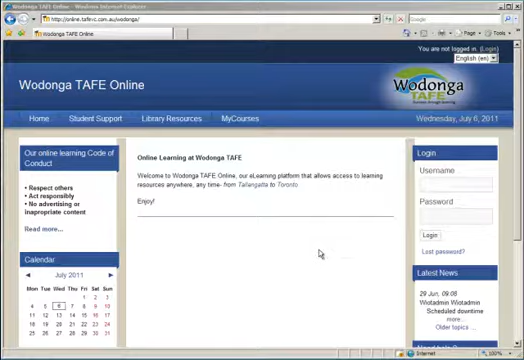 Wodonga TAFE Online - Windows Internet Explorer
http://online.tafevc.com.au/wodonga/
Google
Wodonga TAFE Online
Page
Tools
You are not logged in. (Login)
English (en)
Wodonga TAFE Online
Wodonga
TAFE
Home
Student Support
Library Resources
MyCourses
Wednesday, July 6, 2011
Our online learning Code of
Conduct
• Respect others
• Act responsibly
• No advertising or
inappropriate content
Read more...
Calendar
July 2011
Mon Tue Wed Thu Fri Sat Sun
1 2 3
4 5 6 7 8 9 10
11 12 13 14 15 16 17
18 19 20 21 22 23 24
25 26 27 28 29 30 31
Online Learning at Wodonga TAFE
Welcome to Wodonga TAFE Online, our eLearning platform that allows access to learning
resources anywhere, any time- from Tallangatta to Toronto)
Enjoy!
Login
Username
Password
Login
Lost password?
Latest News
29 Jun, 09:08
Wiotadmin Wiotadmin
Scheduled downtime
more...
Older topics ...
Internet
100%